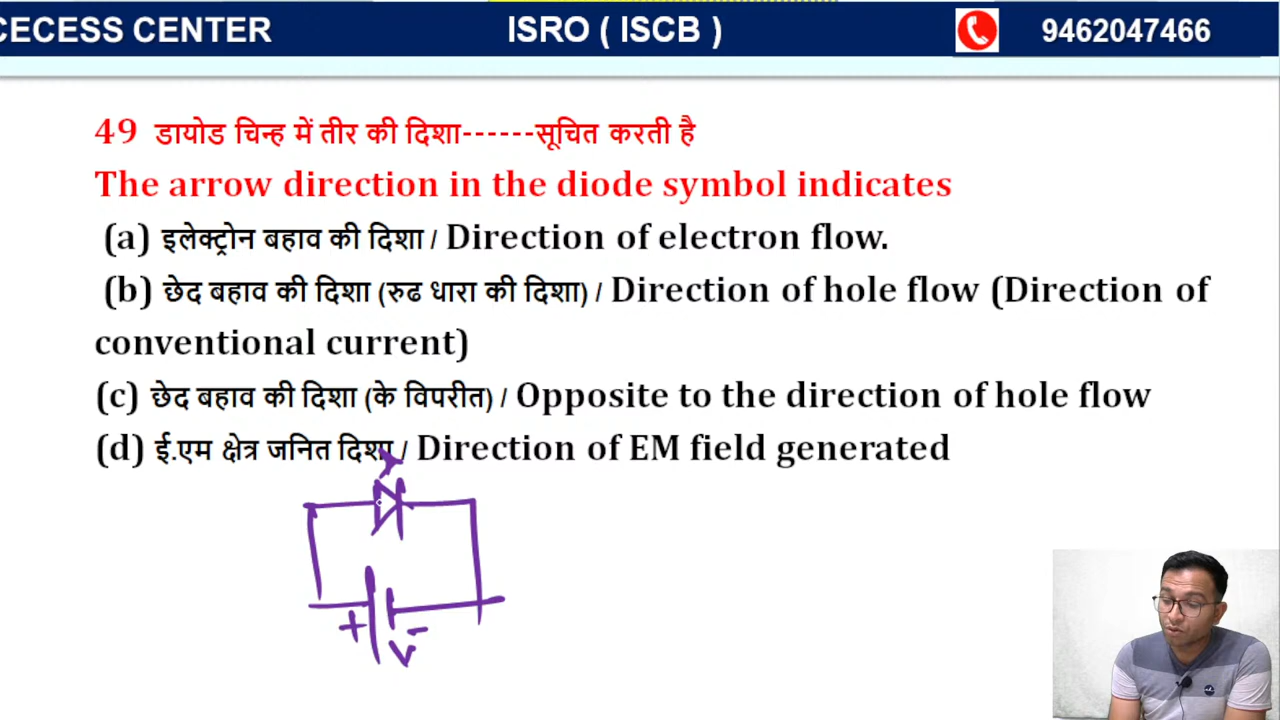 CECESS CENTER ISRO ( ISCB ) 9462047466
49 डायोड चिन्ह में तीर की दिशा------सूचित करती है
The arrow direction in the diode symbol indicates
(a) इलेक्ट्रोन बहाव की दिशा / Direction of electron flow.
(b) छेद बहाव की दिशा (रुढ धारा की दिशा) / Direction of hole flow (Direction of
conventional current)
(c) छेद बहाव की दिशा (के विपरीत) / Opposite to the direction of hole flow
(d) ई.एम क्षेत्र जनित दिशा / Direction of EM field generated
+ V -